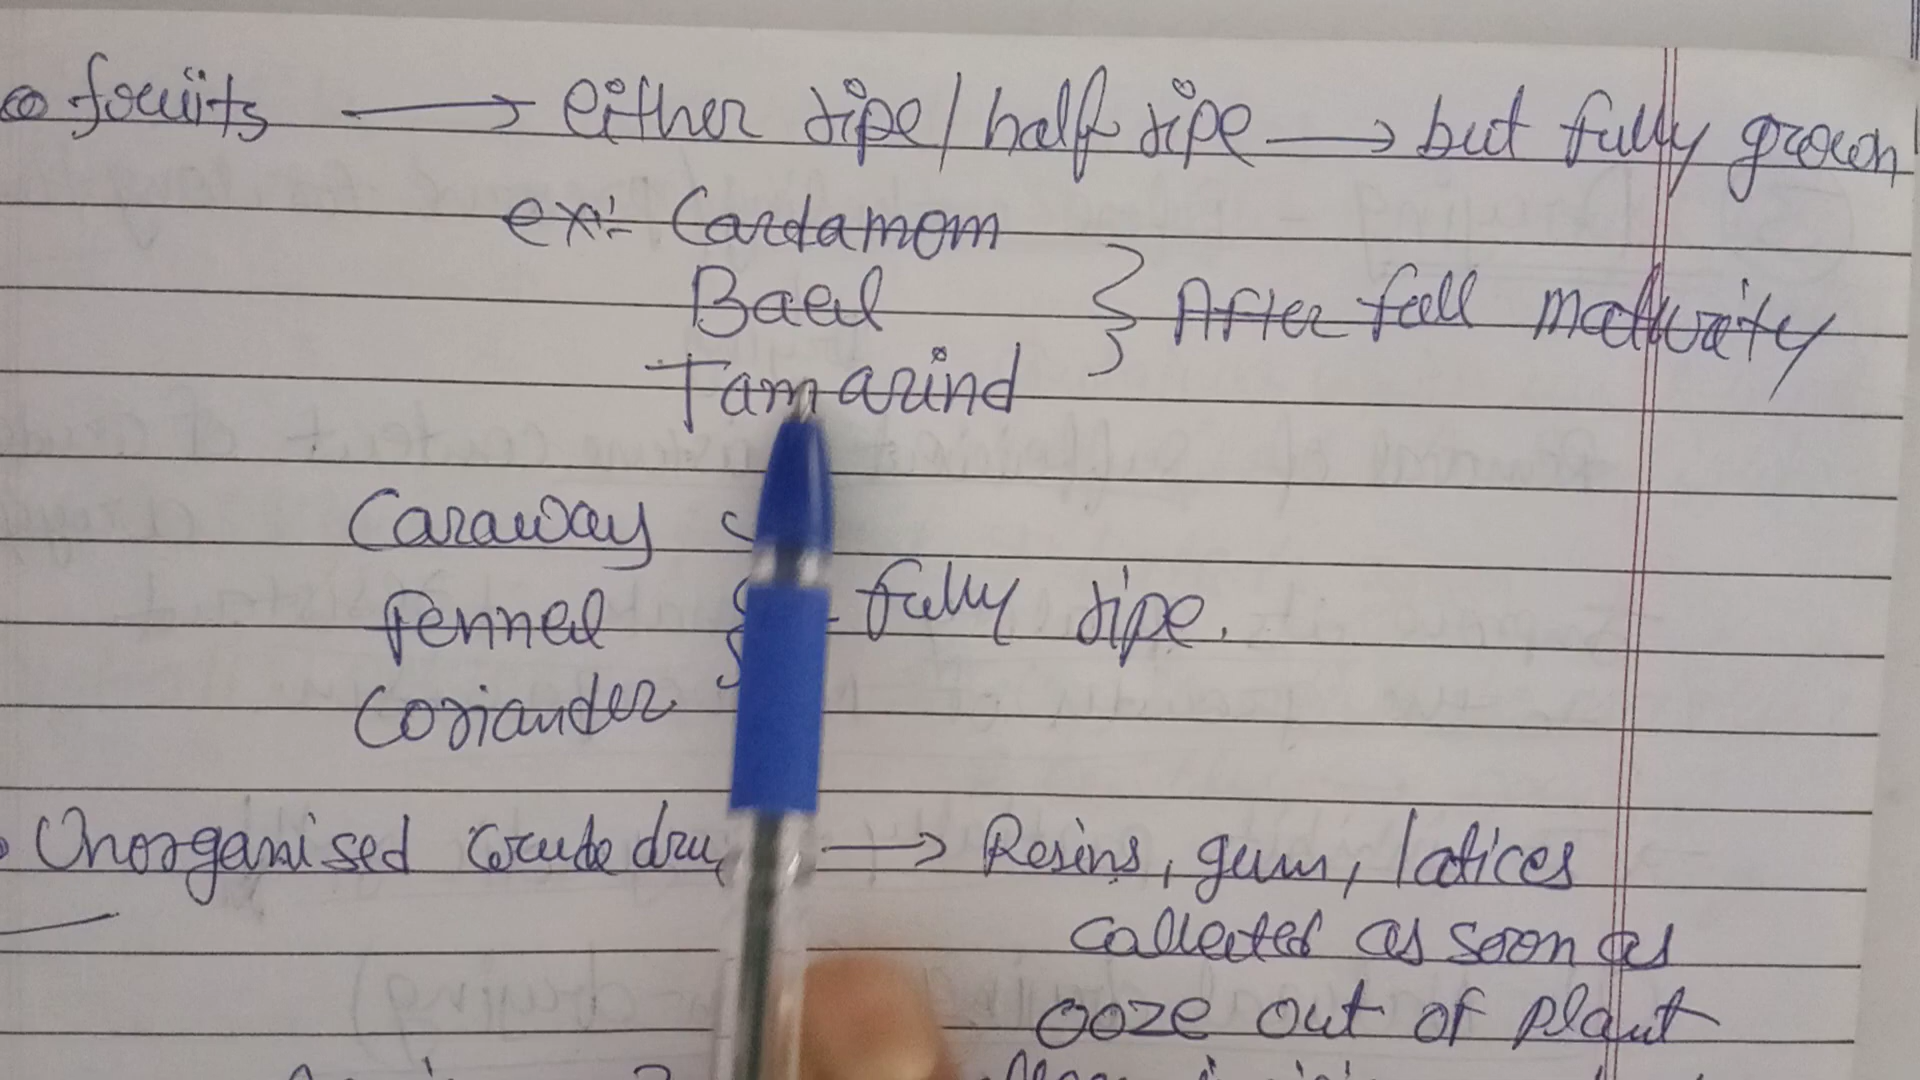 fruits → either ripe/half ripe → but fully grown
ex:- Cardamom
Bael } After full maturity
Tamarind
Caraway
Fennel } - fully ripe.
Coriander
Unorganised crude dru → Resins, gum, latices
collected as soon as
ooze out of plant